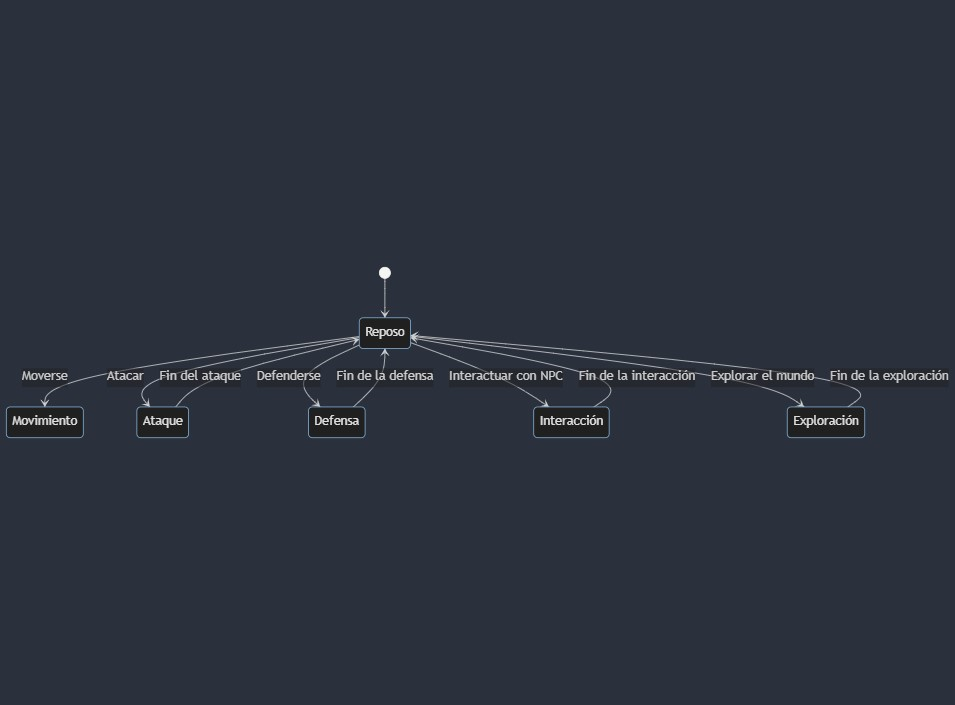 Reposo
Moverse
Atacar
Fin del ataque
Defenderse
Fin de la defensa
Interactuar con NPC
Fin de la interacción
Explorar el mundo
Fin de la exploración
Movimiento
Ataque
Defensa
Interacción
Exploración